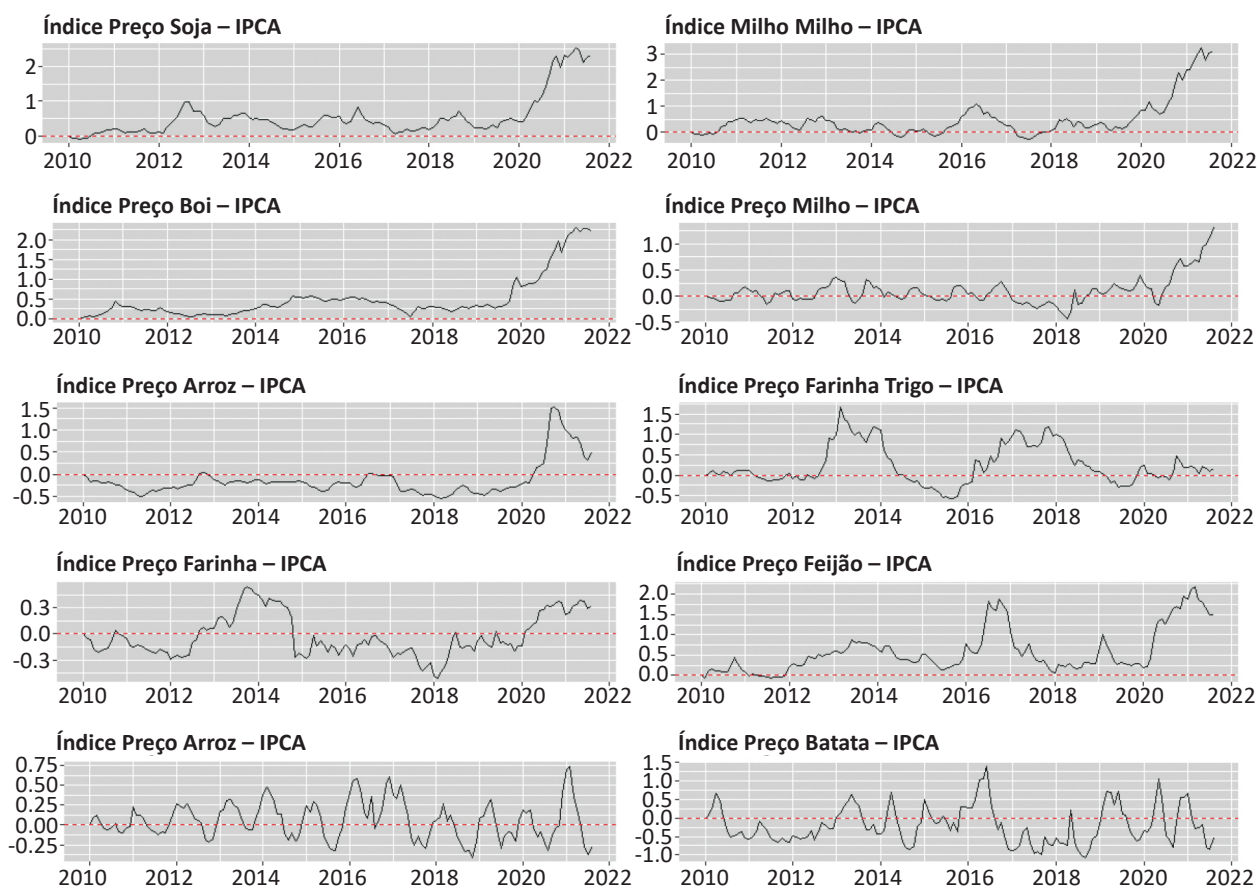 Índice Preço Soja – IPCA
2
1
0
2010 2012 2014 2016 2018 2020 2022
Índice Milho Milho – IPCA
3
2
1
0
2010 2012 2014 2016 2018 2020 2022
Índice Preço Boi – IPCA
2.0
1.5
1.0
0.5
0.0
2010 2012 2014 2016 2018 2020 2022
Índice Preço Milho – IPCA
1.0
0.5
0.0
-0.5
2010 2012 2014 2016 2018 2020 2022
Índice Preço Arroz – IPCA
1.5
1.0
0.5
0.0
-0.5
2010 2012 2014 2016 2018 2020 2022
Índice Preço Farinha Trigo – IPCA
1.5
1.0
0.5
0.0
-0.5
2010 2012 2014 2016 2018 2020 2022
Índice Preço Farinha – IPCA
0.3
0.0
-0.3
2010 2012 2014 2016 2018 2020 2022
Índice Preço Feijão – IPCA
2.0
1.5
1.0
0.5
0.0
2010 2012 2014 2016 2018 2020 2022
Índice Preço Arroz – IPCA
0.75
0.50
0.25
0.00
-0.25
2010 2012 2014 2016 2018 2020 2022
Índice Preço Batata – IPCA
1.5
1.0
0.5
0.0
-0.5
-1.0
2010 2012 2014 2016 2018 2020 2022